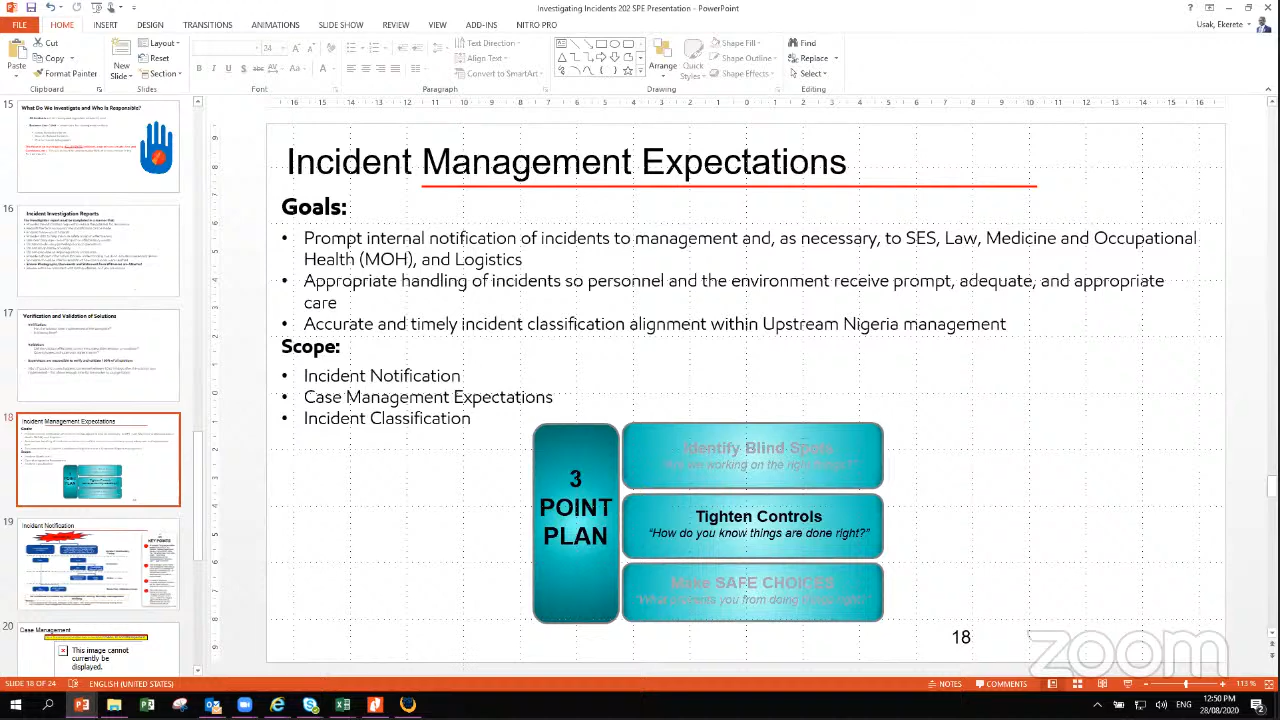 Investigating Incidents 202 SPE Presentation - PowerPoint
Usak, Ekerete
FILE HOME INSERT DESIGN TRANSITIONS ANIMATIONS SLIDE SHOW REVIEW VIEW ADD-INS NITRO PRO
Paste
Cut
Copy
Format Painter
Clipboard
New
Slide
Layout
Reset
Section
Slides
24
Font
Text Direction
Align Text
Convert to SmartArt
Paragraph
Arrange
Quick
Styles
Shape Fill
Shape Outline
Shape Effects
Drawing
Find
Replace
Select
Editing
15
What Do We Investigate and Who Is Responsible?
16
Incident Investigation Reports
17
Verification and Validation of Solutions
18
Incident Management Expectations
19
Incident Notification
KEY POINTS
20
Case Management
This image cannot
currently be
displayed.
Incident Management Expectations
Goals:
• Prompt internal notification of incidents to management and as necessary, to SES, Law, Medicine and Occupational
Health (MOH), and Logistics
• Appropriate handling of incidents so personnel and the environment receive prompt, adequate, and appropriate
care
• Accurate and timely incident classification alignment within Upstream Nigeria management
Scope:
• Incident Notification
• Case Management Expectations
• Incident Classification
3
POINT
PLAN
Tighten Controls
“How do you know things are done right?”
Make SAFE CHOICES
18
zoom
SLIDE 18 OF 24
ENGLISH (UNITED STATES)
NOTES
COMMENTS
113 %
ENG
12:50 PM
28/08/2020